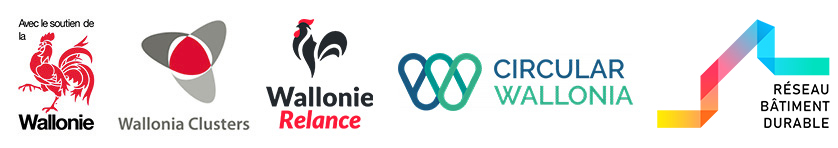 Avec le soutien de
la
Wallonie
Wallonia Clusters
Wallonie
Relance
CIRCULAR
WALLONIA
RÉSEAU
BÂTIMENT
DURABLE